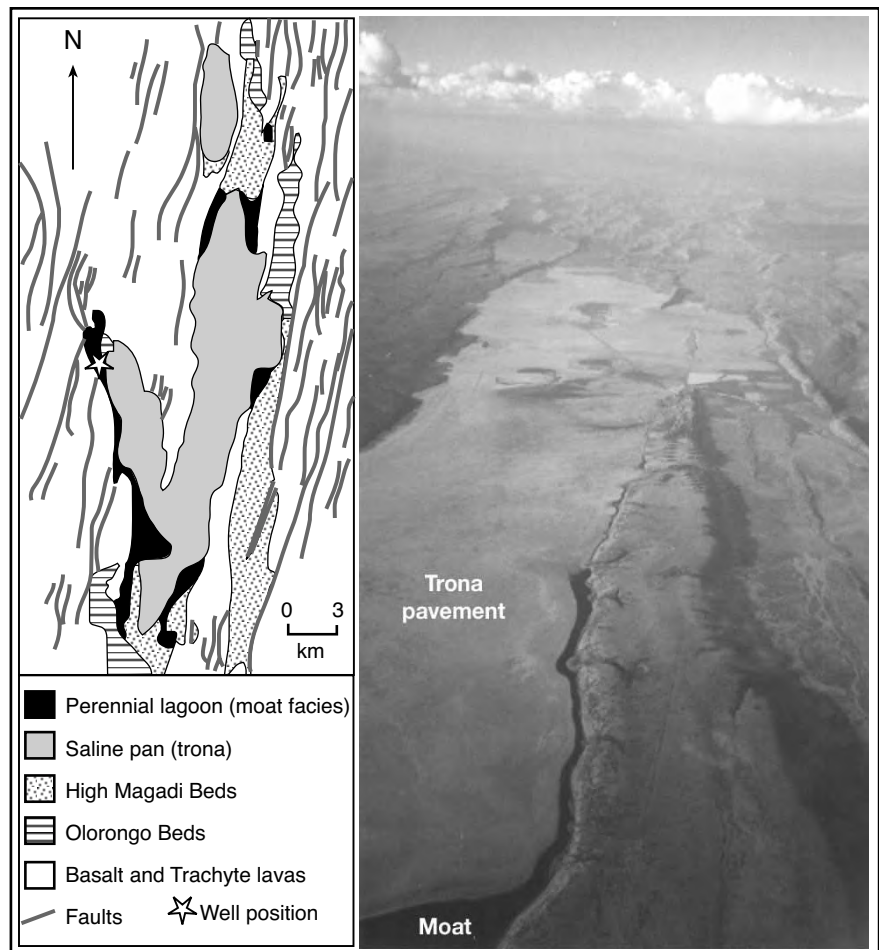 N
0 3
km
Perennial lagoon (moat facies)
Saline pan (trona)
High Magadi Beds
Olorongo Beds
Basalt and Trachyte lavas
Faults
Well position
Trona
pavement
Moat